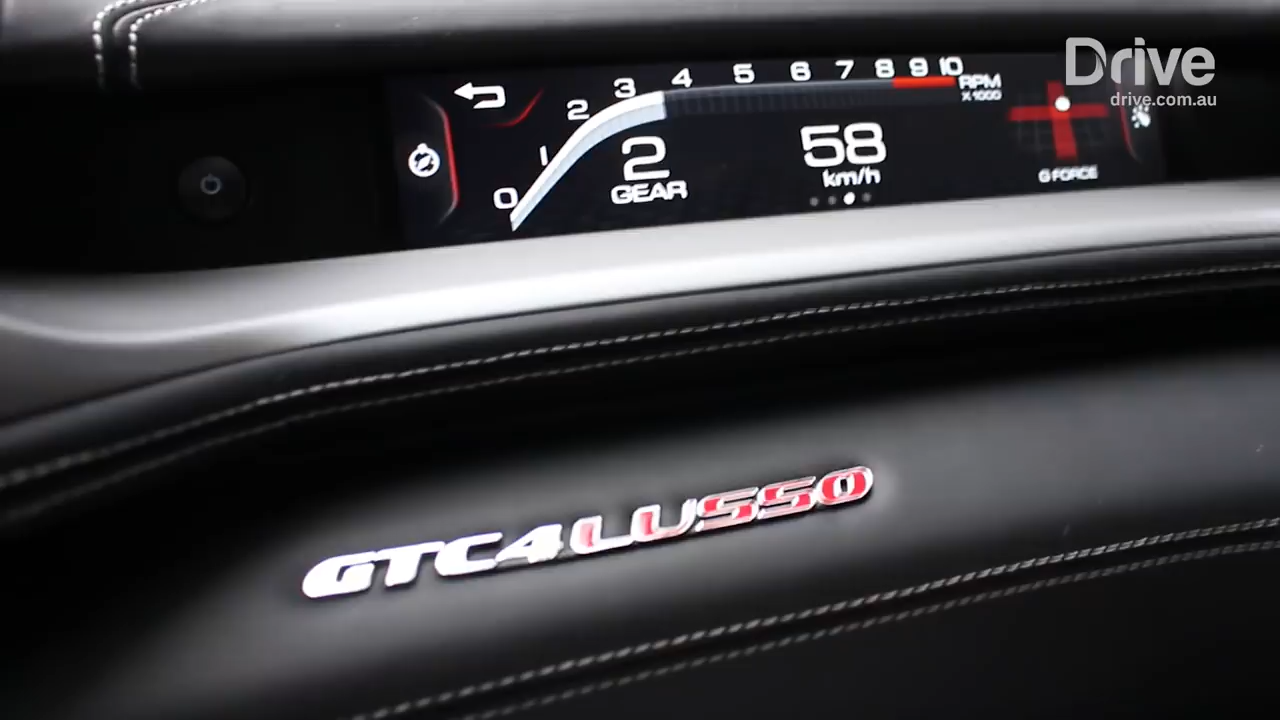 Drive
drive.com.au
0 1 2 3 4 5 6 7 8 9 10
RPM
X1000
2
GEAR
58
km/h
G FORCE
GTC4LUSSO